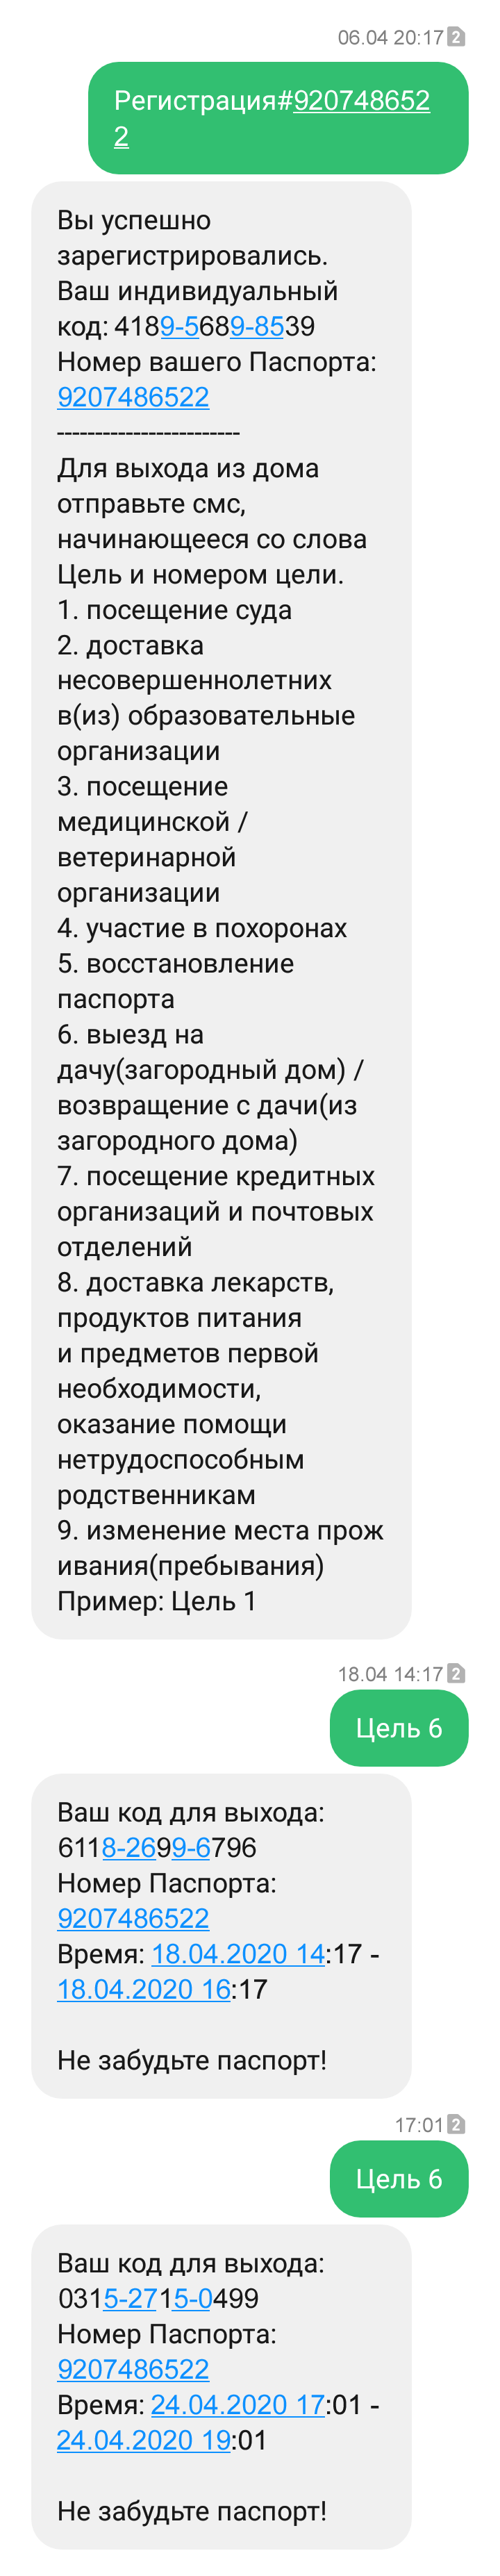 06.04 20:17 2
Регистрация#920748652
2
Вы успешно
зарегистрировались.
Ваш индивидуальный
код: 4189-5689-8539
Номер вашего Паспорта:
9207486522
------------------------
Для выхода из дома
отправьте смс,
начинающееся со слова
Цель и номером цели.
1. посещение суда
2. доставка
несовершеннолетних
в(из) образовательные
организации
3. посещение
медицинской /
ветеринарной
организации
4. участие в похоронах
5. восстановление
паспорта
6. выезд на
дачу(загородный дом) /
возвращение с дачи(из
загородного дома)
7. посещение кредитных
организаций и почтовых
отделений
8. доставка лекарств,
продуктов питания
и предметов первой
необходимости,
оказание помощи
нетрудоспособным
родственникам
9. изменение места прож
ивания(пребывания)
Пример: Цель 1
18.04 14:17 2
Цель 6
Ваш код для выхода:
6118-2699-6796
Номер Паспорта:
9207486522
Время: 18.04.2020 14:17 -
18.04.2020 16:17
Не забудьте паспорт!
17:01 2
Цель 6
Ваш код для выхода:
0315-2715-0499
Номер Паспорта:
9207486522
Время: 24.04.2020 17:01 -
24.04.2020 19:01
Не забудьте паспорт!